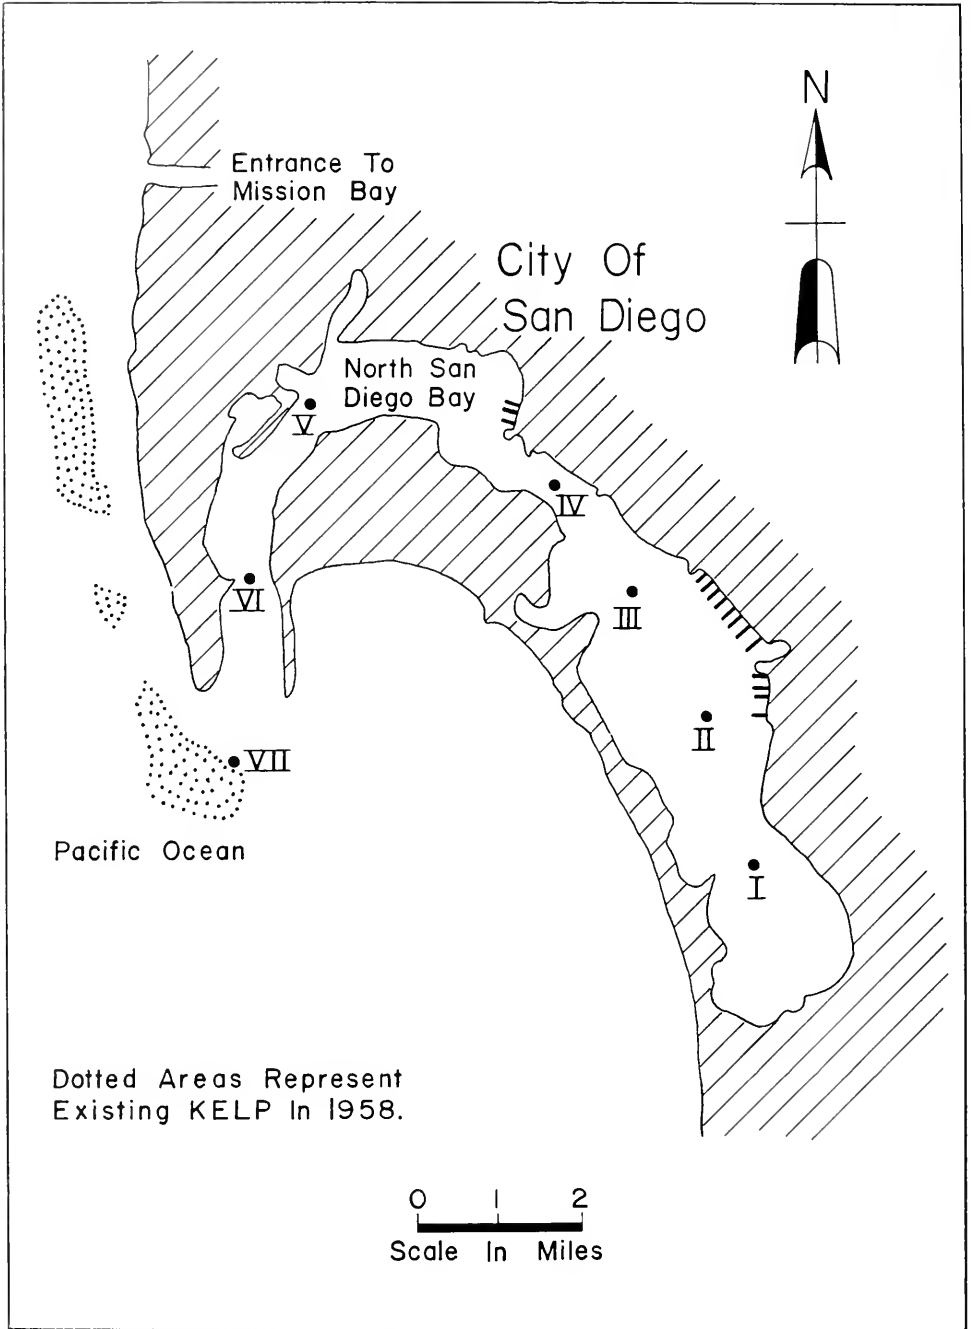 N
Entrance To
Mission Bay
City Of
San Diego
North San
Diego Bay
V
IV
VI
III
II
VII
Pacific Ocean
I
Dotted Areas Represent
Existing KELP In 1958.
0 1 2
Scale In Miles